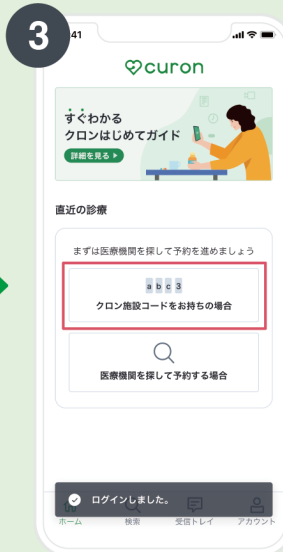 3
41
curon
すぐわかる
クロンはじめてガイド
詳細を見る
直近の診療
まずは医療機関を探して予約を進めましょう
a b c 3
クロン施設コードをお持ちの場合
医療機関を探して予約する場合
ログインしました。
ホーム 検索 受信トレイ アカウント